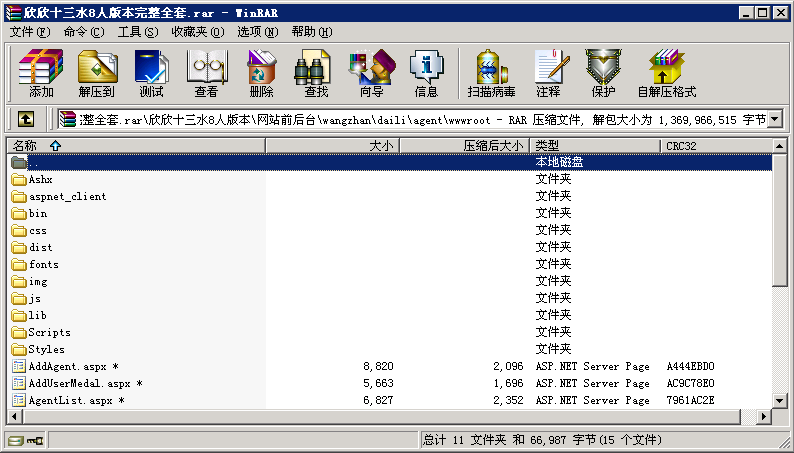 欣欣十三水8人版本完整全套.rar - WinRAR
文件(F) 命令(C) 工具(S) 收藏夹(O) 选项(N) 帮助(H)
添加 解压到 测试 查看 删除 查找 向导 信息 扫描病毒 注释 保护 自解压格式
整全套.rar\欣欣十三水8人版本\网站前后台\wangzhan\daili\agent\wwwroot - RAR 压缩文件, 解包大小为 1,369,966,515 字节
名称 大小 压缩后大小 类型 CRC32
.. 本地磁盘
Ashx 文件夹
aspnet_client 文件夹
bin 文件夹
css 文件夹
dist 文件夹
fonts 文件夹
img 文件夹
js 文件夹
lib 文件夹
Scripts 文件夹
Styles 文件夹
AddAgent.aspx * 8,820 2,096 ASP.NET Server Page A444EBD0
AddUserMedal.aspx * 5,663 1,696 ASP.NET Server Page AC9C78E0
AgentList.aspx * 6,827 2,352 ASP.NET Server Page 7961AC2E
总计 11 文件夹 和 66,987 字节(15 个文件)